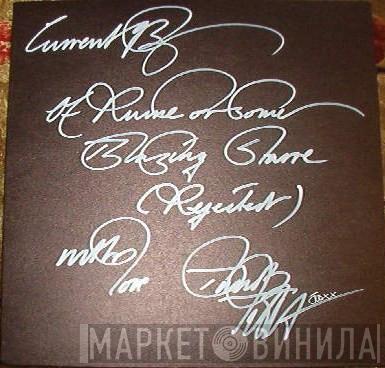 Current 93
Of Ruine or Some
Blazing Starre
(Rejected)
with
love
МАРКЕТ ВИНИЛА